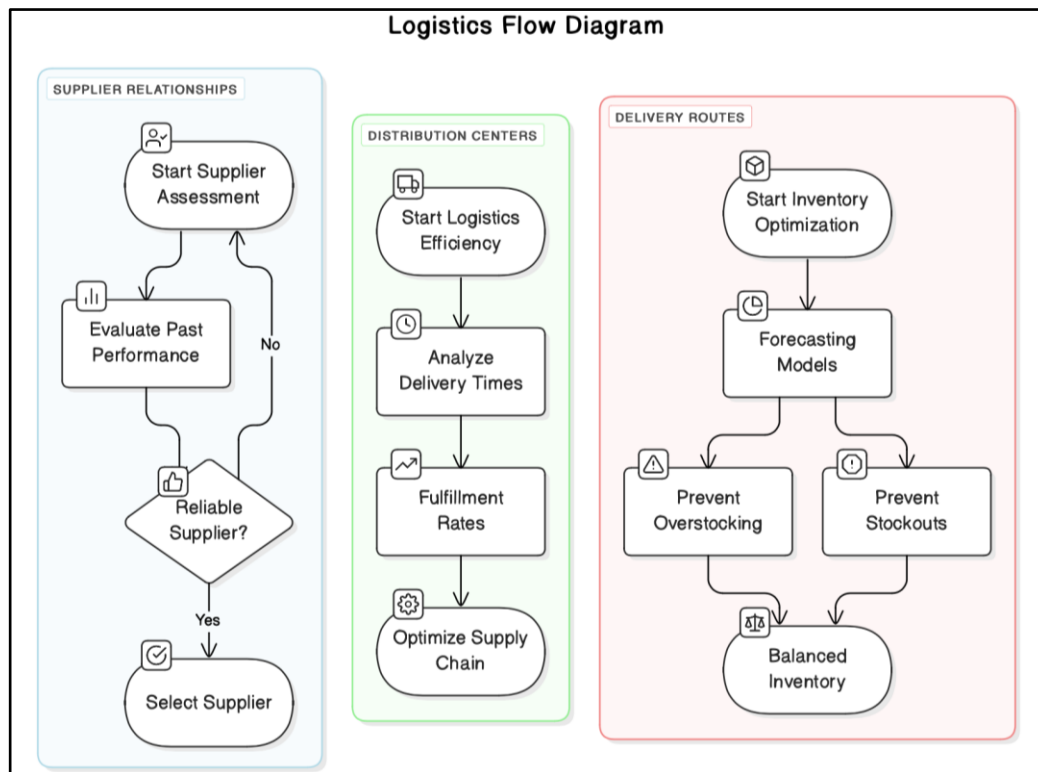 Logistics Flow Diagram
SUPPLIER RELATIONSHIPS
Start Supplier
Assessment
Evaluate Past
Performance
No
Reliable
Supplier?
Yes
Select Supplier
DISTRIBUTION CENTERS
Start Logistics
Efficiency
Analyze
Delivery Times
Fulfillment
Rates
Optimize Supply
Chain
DELIVERY ROUTES
Start Inventory
Optimization
Forecasting
Models
Prevent
Overstocking
Prevent
Stockouts
Balanced
Inventory